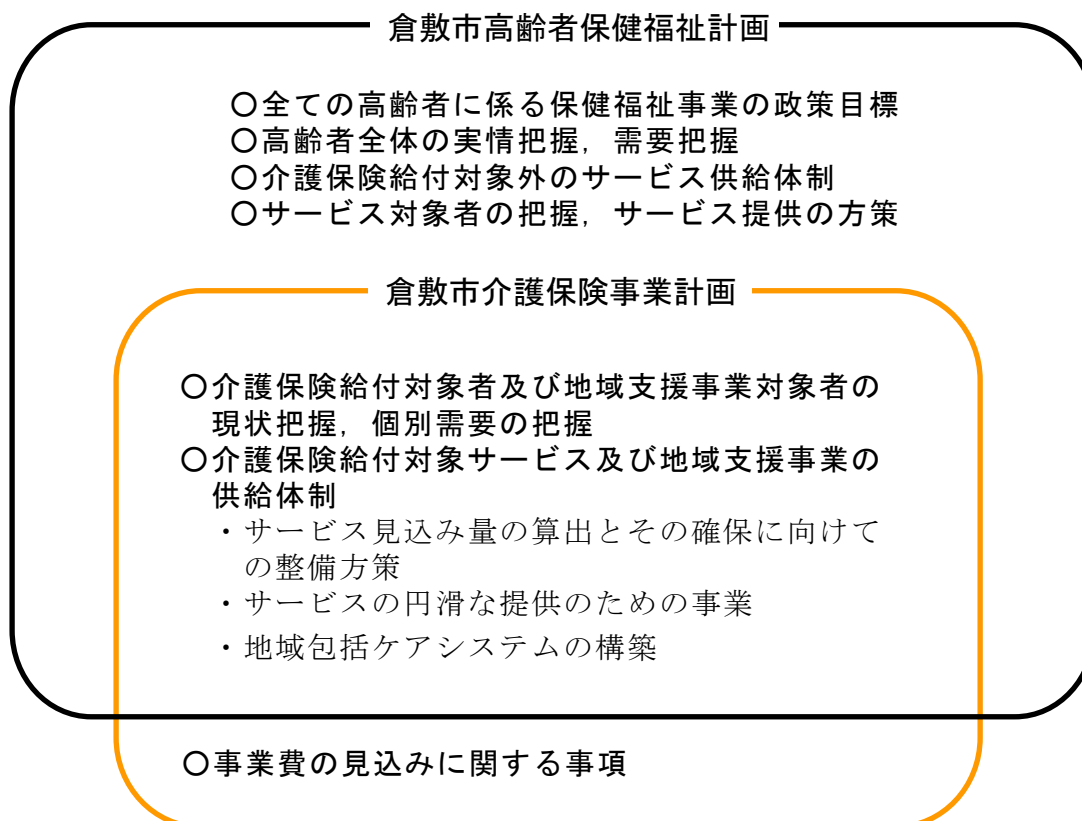 倉敷市高齢者保健福祉計画
〇全ての高齢者に係る保健福祉事業の政策目標
〇高齢者全体の実情把握，需要把握
〇介護保険給付対象外のサービス供給体制
〇サービス対象者の把握，サービス提供の方策
倉敷市介護保険事業計画
〇介護保険給付対象者及び地域支援事業対象者の
現状把握，個別需要の把握
〇介護保険給付対象サービス及び地域支援事業の
供給体制
・サービス見込み量の算出とその確保に向けて
の整備方策
・サービスの円滑な提供のための事業
・地域包括ケアシステムの構築
〇事業費の見込みに関する事項